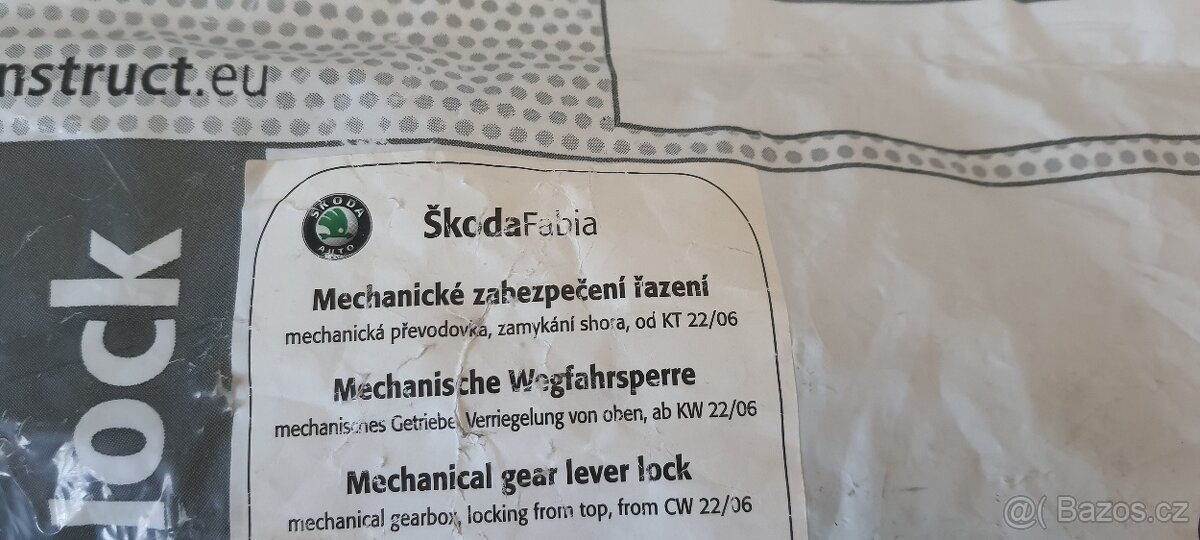 nstruct.eu
lock
ŠKODA
AUTO
ŠkodaFabia
Mechanické zabezpečení řazení
mechanická převodovka, zamykání shora, od KT 22/06
Mechanische Wegfahrsperre
mechanisches Getriebe, Verriegelung von oben, ab KW 22/06
Mechanical gear lever lock
mechanical gearbox, locking from top, from CW 22/06
@( Bazos.cz